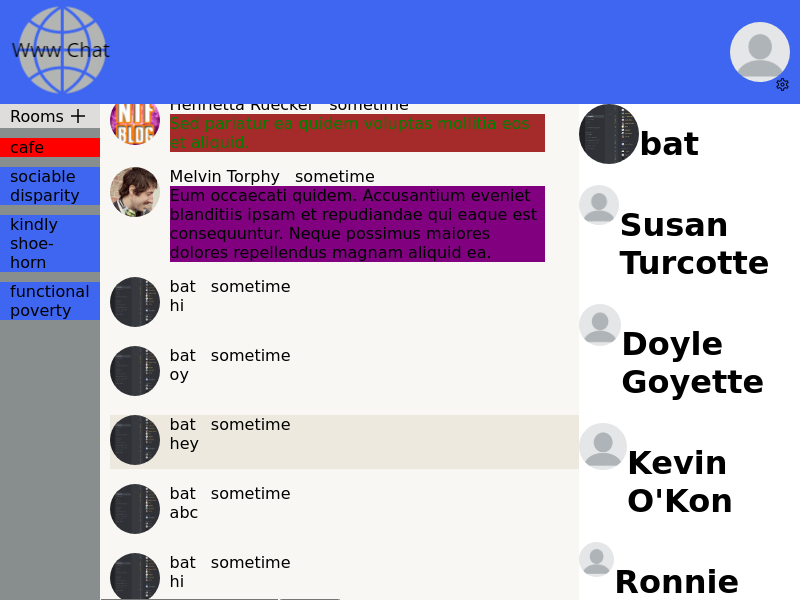 Www Chat
Rooms +
cafe
sociable
disparity
kindly
shoe-
horn
functional
poverty
Henrietta Ruecker sometime
Sed pariatur ea quidem voluptas mollitia eos
et aliquid.
Melvin Torphy sometime
Eum occaecati quidem. Accusantium eveniet
blanditiis ipsam et repudiandae qui eaque est
consequuntur. Neque possimus maiores
dolores repellendus magnam aliquid ea.
bat sometime
hi
bat sometime
oy
bat sometime
hey
bat sometime
abc
bat sometime
hi
bat
Susan
Turcotte
Doyle
Goyette
Kevin
O'Kon
Ronnie
NIF
BLOG